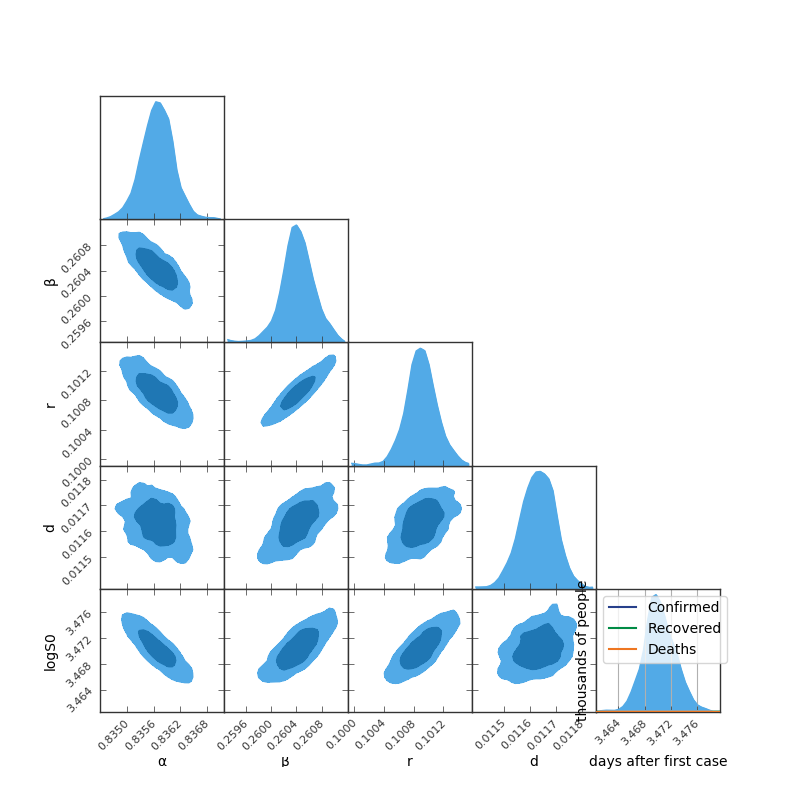 β
0.2608
0.2604
0.2600
0.2596
r
0.1012
0.1008
0.1004
0.1000
d
0.0118
0.0117
0.0116
0.0115
logS0
3.476
3.472
3.468
3.464
thousands of people
Confirmed
Recovered
Deaths
0.8350 0.8356 0.8362 0.8368
0.2596 0.2600 0.2604 0.2608
0.1000 0.1004 0.1008 0.1012
0.0115 0.0116 0.0117 0.0118
3.464 3.468 3.472 3.476
α β r d days after first case